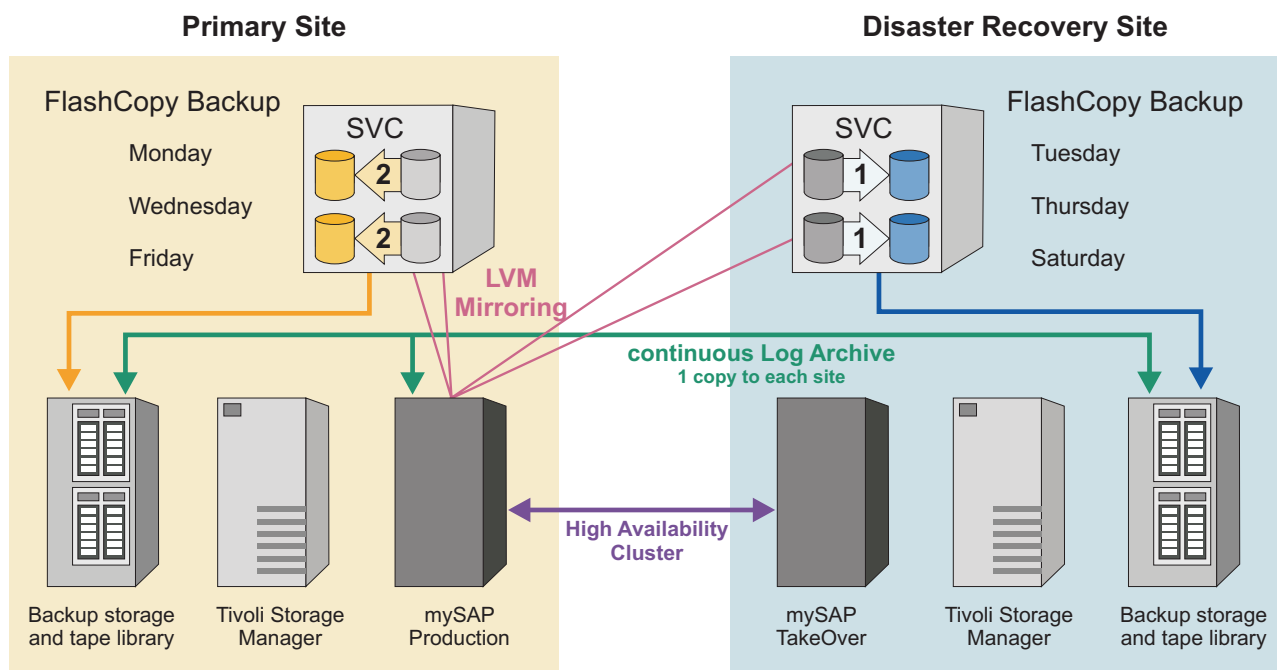 Primary Site
Disaster Recovery Site
FlashCopy Backup
Monday
Wednesday
Friday
SVC
2
2
SVC
1
1
FlashCopy Backup
Tuesday
Thursday
Saturday
LVM
Mirroring
continuous Log Archive
1 copy to each site
High Availability
Cluster
Backup storage
and tape library
Tivoli Storage
Manager
mySAP
Production
mySAP
TakeOver
Tivoli Storage
Manager
Backup storage
and tape library